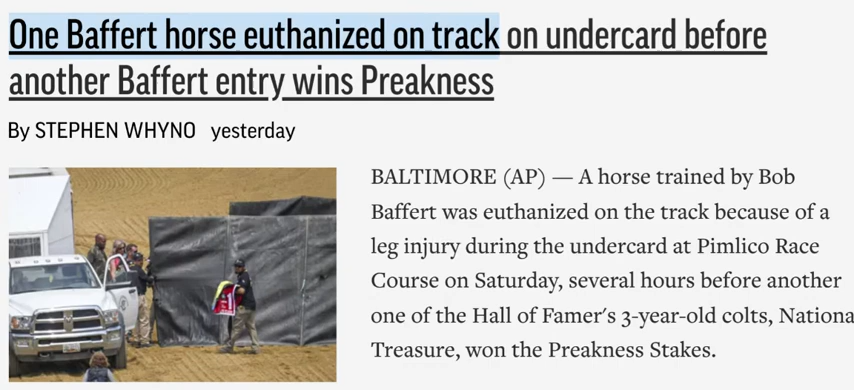 One Baffert horse euthanized on track on undercard before
another Baffert entry wins Preakness
By STEPHEN WHYNO yesterday
BALTIMORE (AP) — A horse trained by Bob
Baffert was euthanized on the track because of a
leg injury during the undercard at Pimlico Race
Course on Saturday, several hours before another
one of the Hall of Famer's 3-year-old colts, Nationa
Treasure, won the Preakness Stakes.